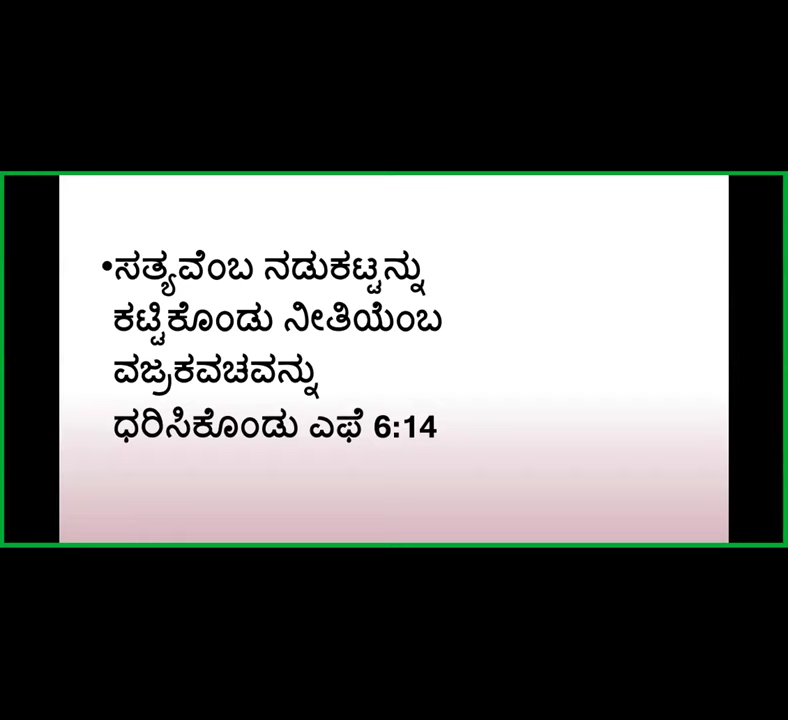 •ಸತ್ಯವೆಂಬ ನಡುಕಟ್ಟನ್ನು
ಕಟ್ಟಿಕೊಂಡು ನೀತಿಯೆಂಬ
ವಜ್ರಕವಚವನ್ನು
ಧರಿಸಿಕೊಂಡು ಎಫೆ 6:14